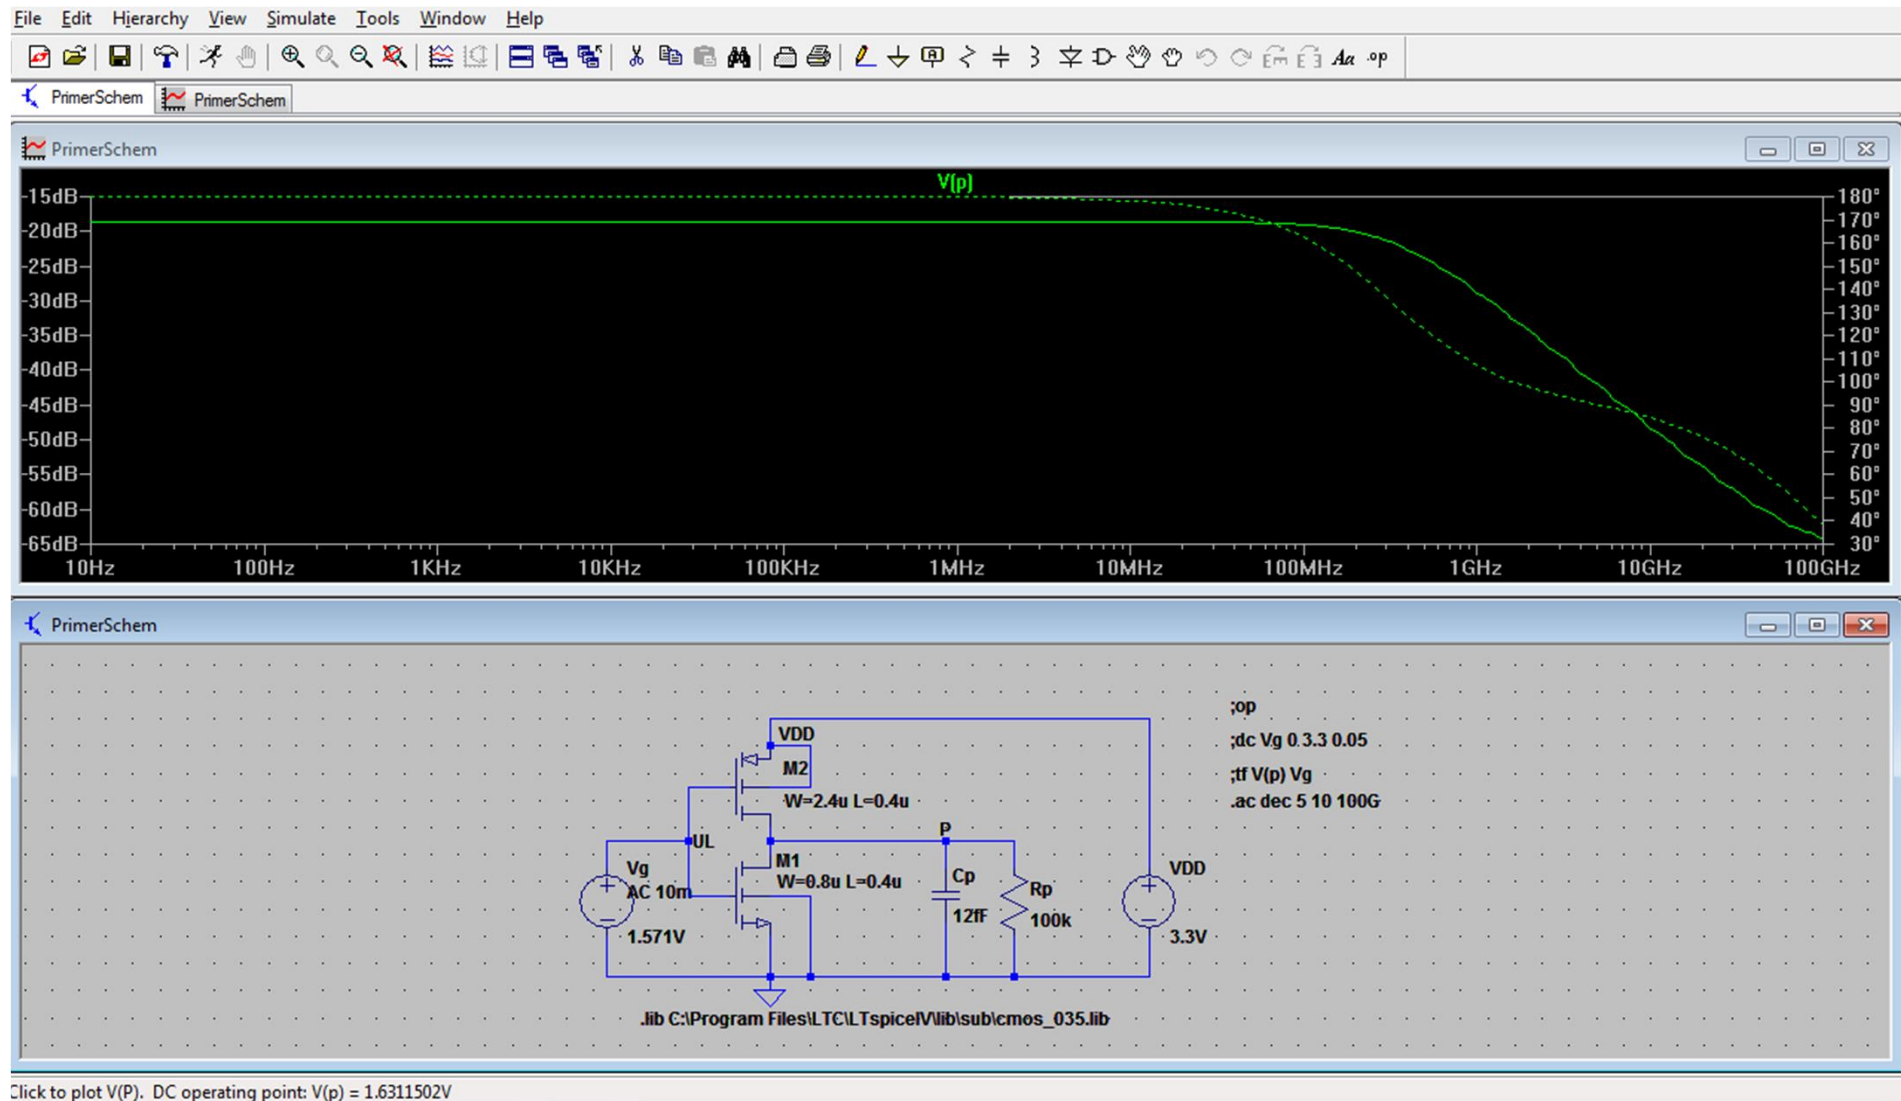 File Edit Hierarchy View Simulate Tools Window Help
Aa .op
PrimerSchem PrimerSchem
PrimerSchem
V(p)
-15dB 180°
170°
-20dB 160°
-25dB 150°
-30dB 140°
130°
-35dB 120°
110°
-40dB 100°
-45dB 90°
-50dB 80°
70°
-55dB 60°
-60dB 50°
40°
-65dB 30°
10Hz 100Hz 1KHz 10KHz 100KHz 1MHz 10MHz 100MHz 1GHz 10GHz 100GHz
PrimerSchem
;op
;dc Vg 0 3.3 0.05
;tf V(p) Vg
.ac dec 5 10 100G
VDD
M2
W=2.4u L=0.4u
UL
P
M1
W=0.8u L=0.4u
Vg
AC 10m
1.571V
Cp
12fF
Rp
100k
VDD
3.3V
.lib C:\Program Files\LTC\LTspiceIV\lib\sub\cmos_035.lib
Click to plot V(P). DC operating point: V(p) = 1.6311502V